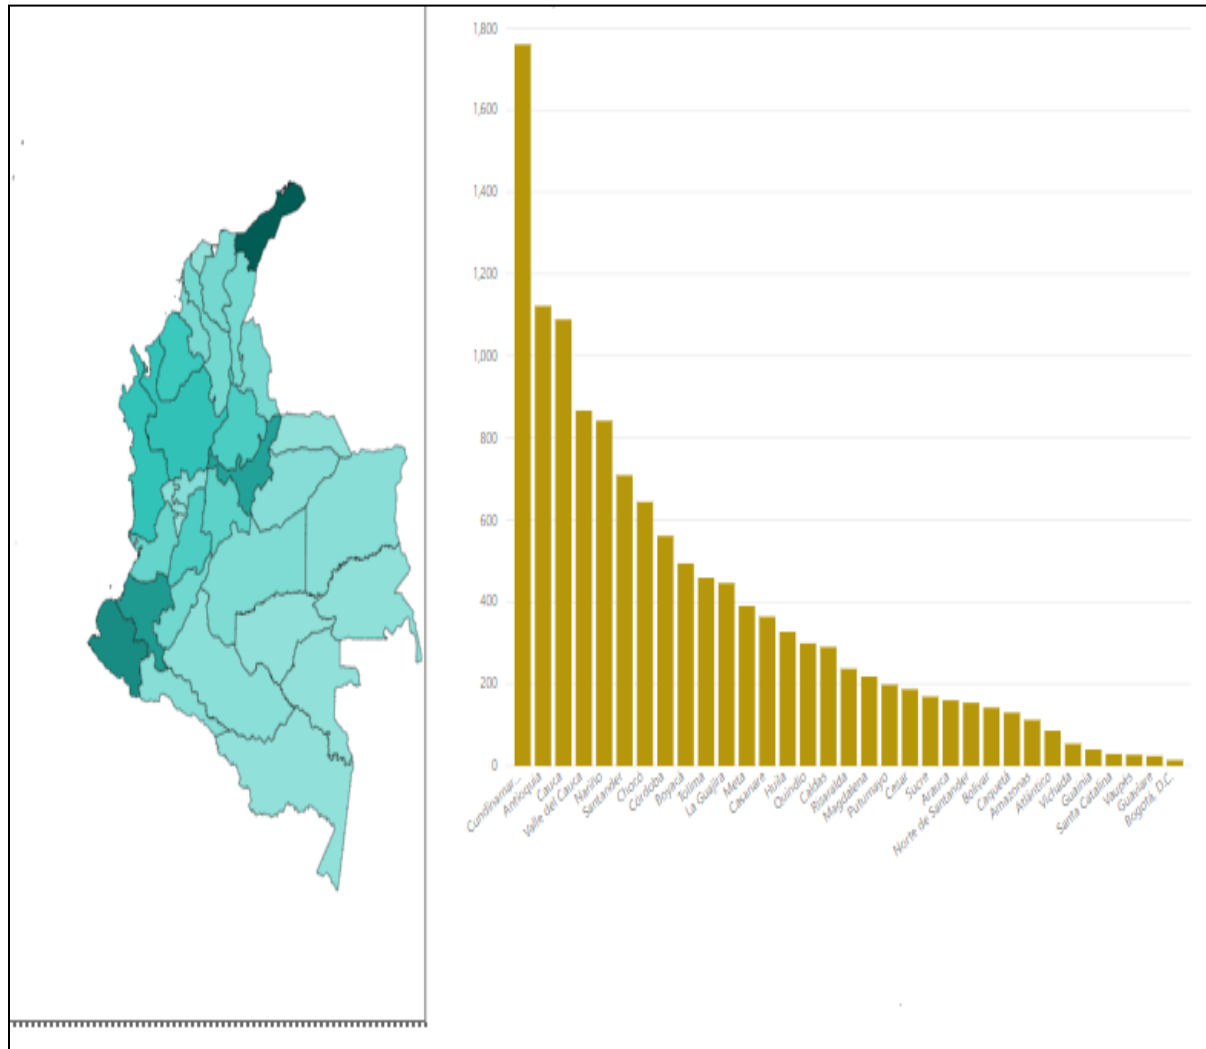 1,800
1,600
1,400
1,200
1,000
800
600
400
200
0
Cundinamar...
Antioquia
Cauca
Valle del Cauca
Nariño
Santander
Chocó
Córdoba
Boyacá
Tolima
La Guajira
Meta
Casanare
Huila
Quindío
Caldas
Risaralda
Magdalena
Putumayo
Cesar
Sucre
Arauca
Norte de Santander
Bolívar
Caquetá
Amazonas
Atlántico
Vichada
Guainía
Santa Catalina
Vaupés
Guaviare
Bogotá, D.C.